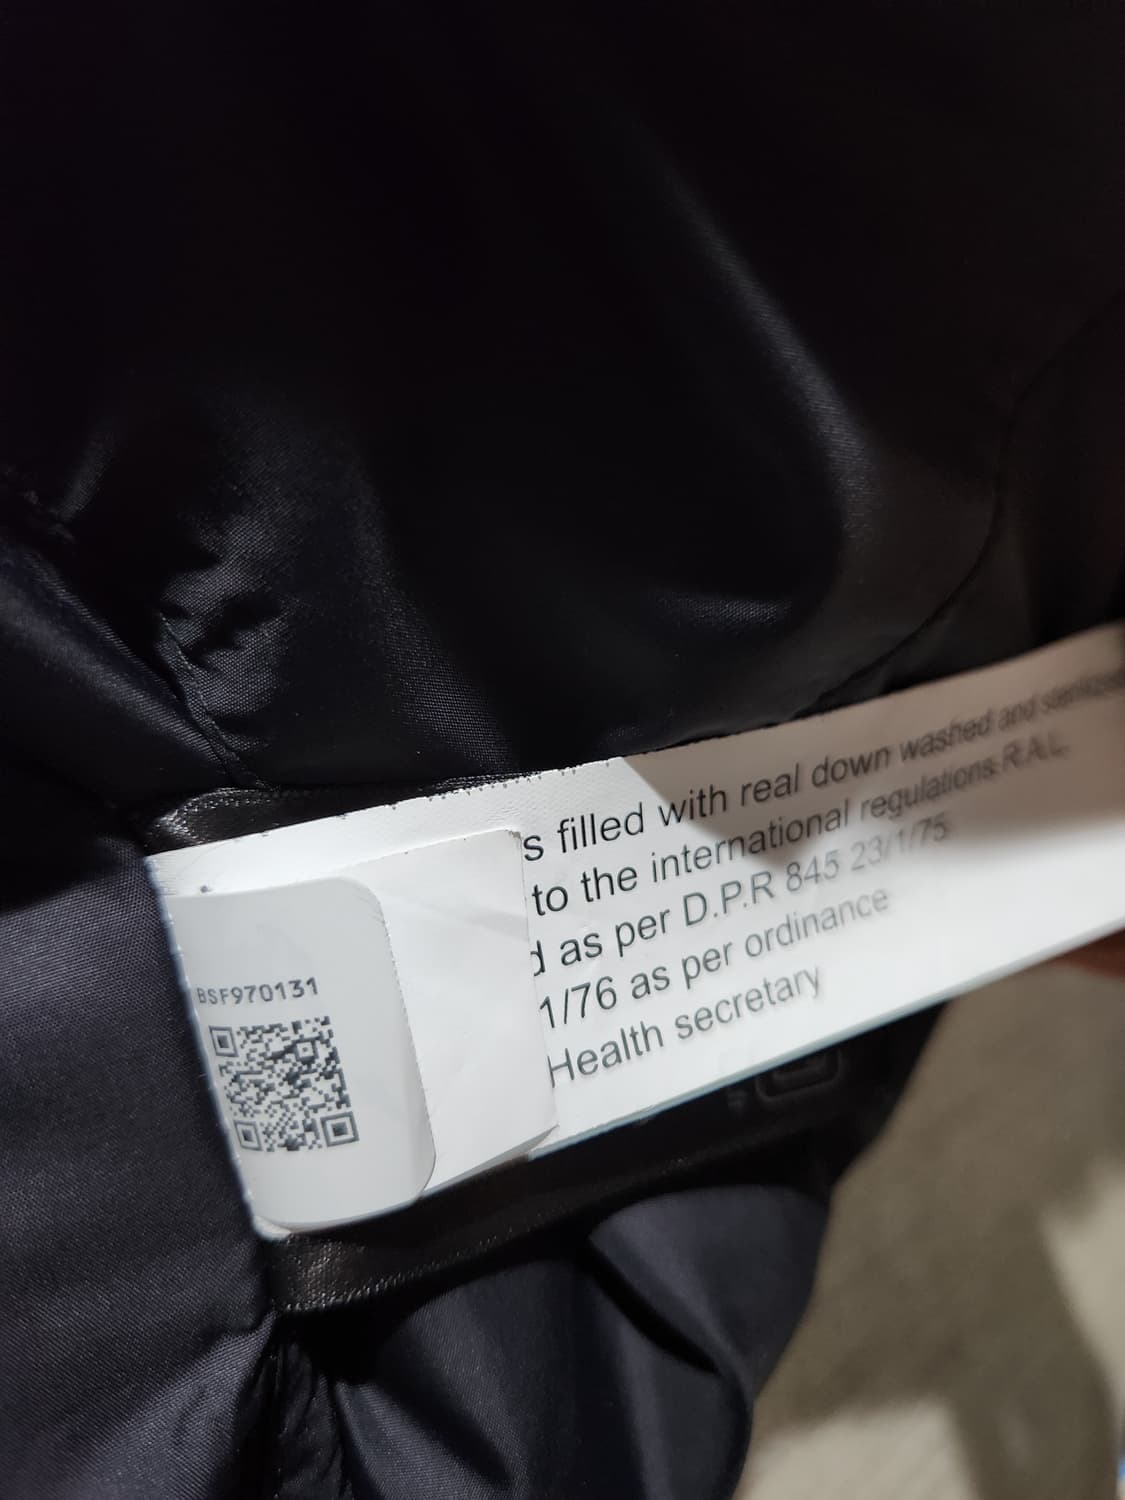 s filled with real down washed and sterilized
to the international regulations R.A.L.
d as per D.P.R 845 23/1/75
1/76 as per ordinance
Health secretary
BSF970131